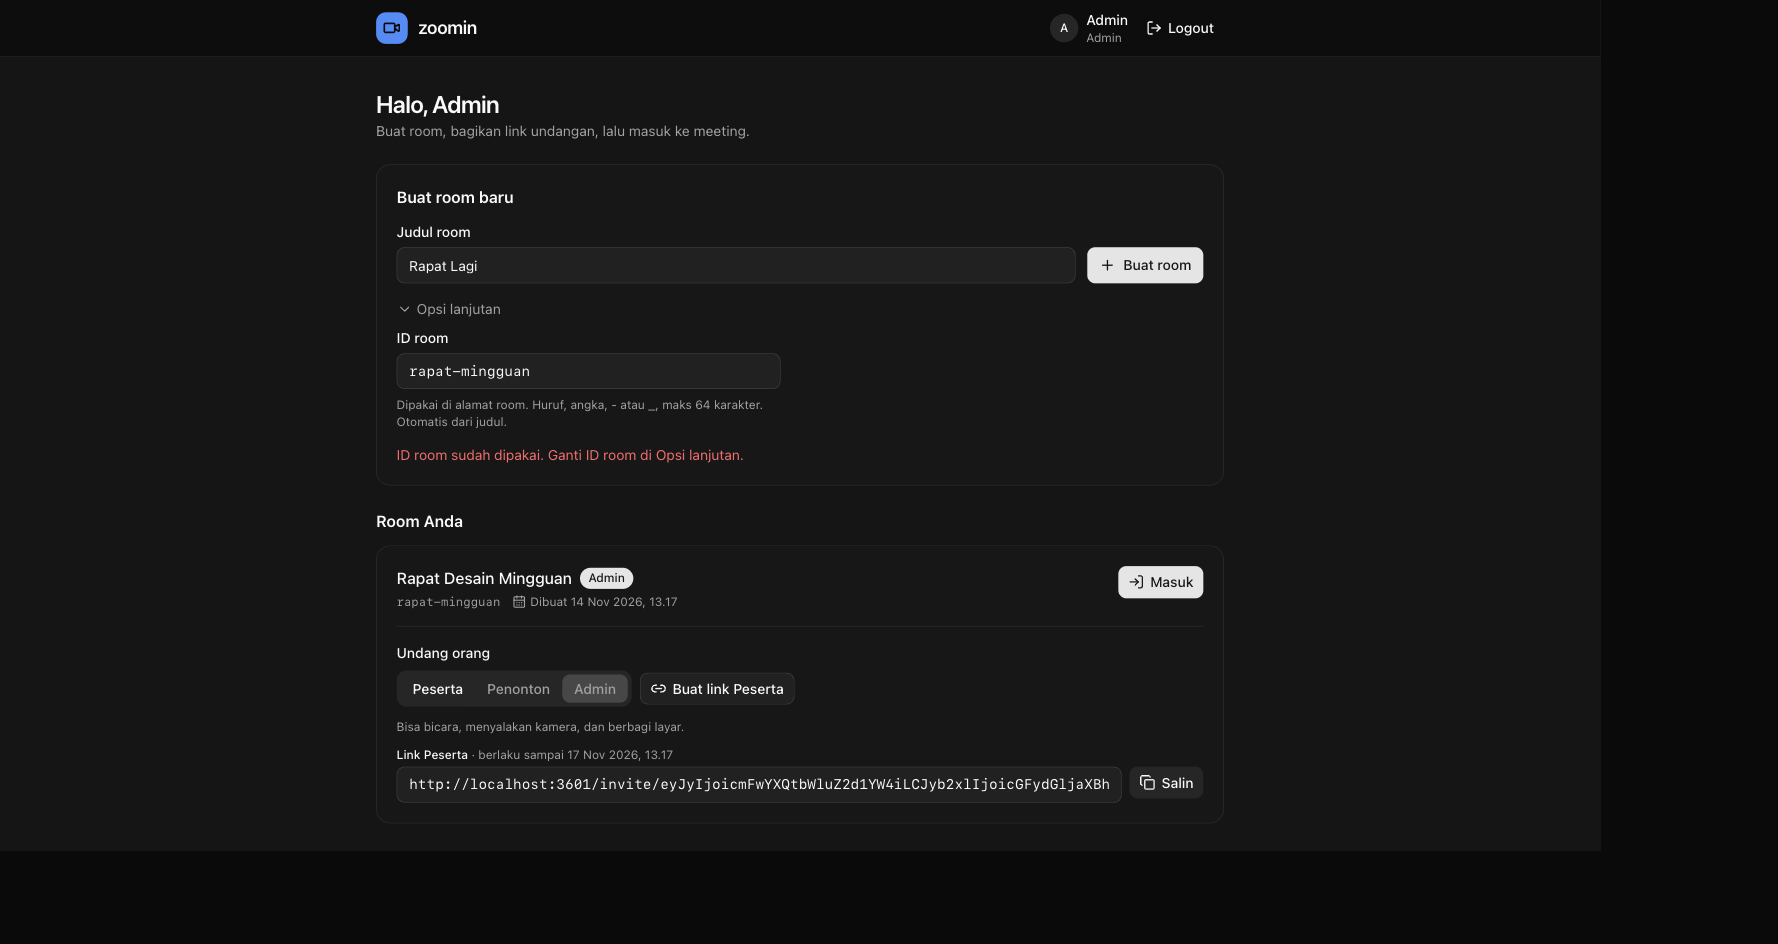 zoomin
A
Admin
Admin
Logout
Halo, Admin
Buat room, bagikan link undangan, lalu masuk ke meeting.
Buat room baru
Judul room
Rapat Lagi
Buat room
Opsi lanjutan
ID room
rapat-mingguan
Dipakai di alamat room. Huruf, angka, - atau _, maks 64 karakter.
Otomatis dari judul.
ID room sudah dipakai. Ganti ID room di Opsi lanjutan.
Room Anda
Rapat Desain Mingguan Admin
Masuk
rapat-mingguan Dibuat 14 Nov 2026, 13.17
Undang orang
Peserta Penonton Admin Buat link Peserta
Bisa bicara, menyalakan kamera, dan berbagi layar.
Link Peserta · berlaku sampai 17 Nov 2026, 13.17
http://localhost:3601/invite/eyJyIjoicmFwYXQtbWluZ2d1YW4iLCJyb2xlIjoicGFydGljaXBh
Salin